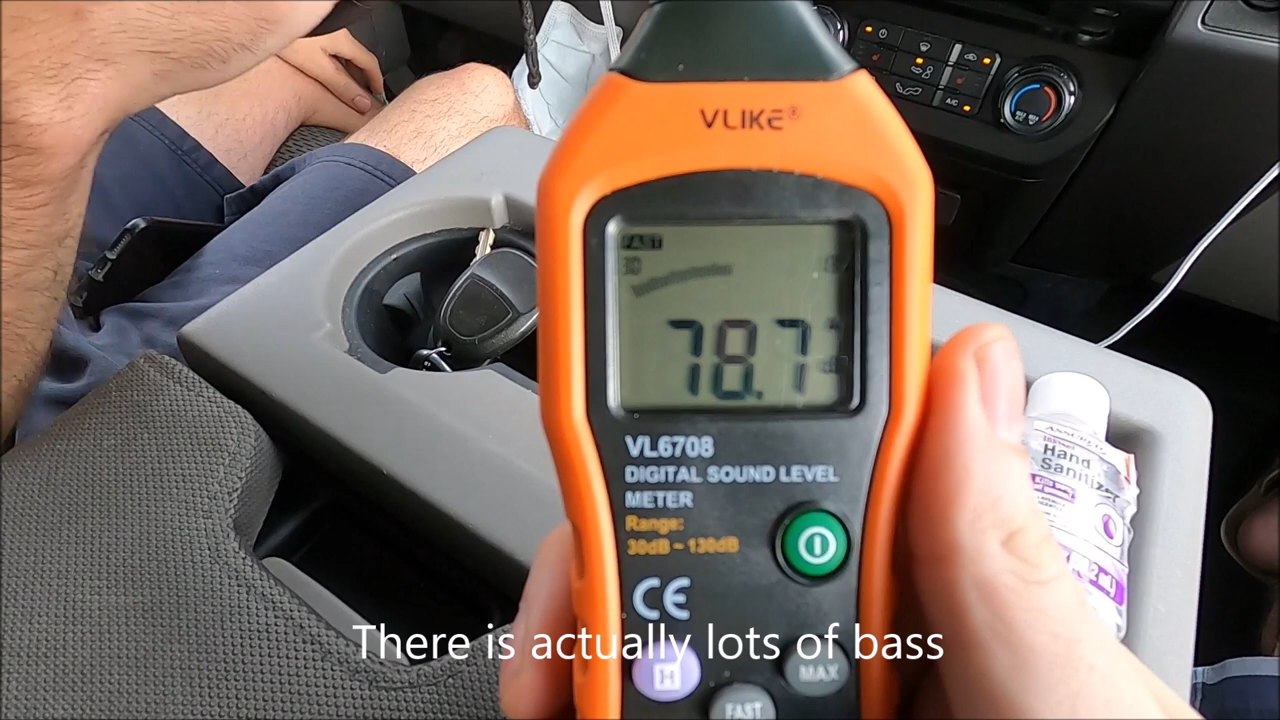 VLIKE®
FAST
30
78.7
VL6708
DIGITAL SOUND LEVEL
METER
Range:
30dB ~ 130dB
CE
H
MAX
FAST
A/C
Hand
Sanitizer
There is actually lots of bass